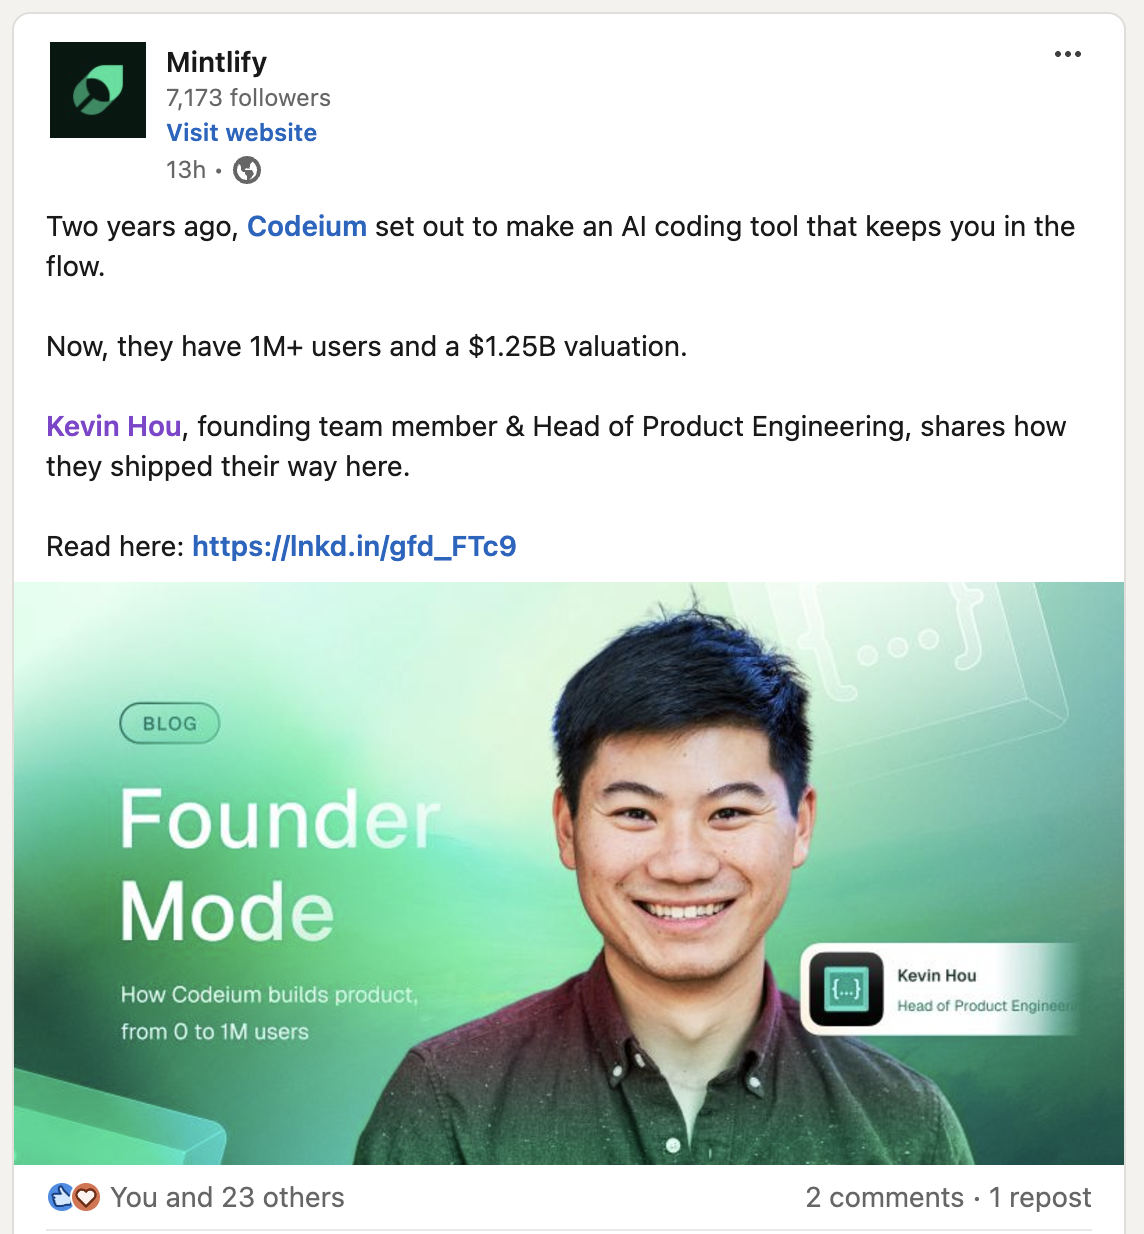 Mintlify
7,173 followers
Visit website
13h •
Two years ago, Codeium set out to make an AI coding tool that keeps you in the
flow.
Now, they have 1M+ users and a $1.25B valuation.
Kevin Hou, founding team member & Head of Product Engineering, shares how
they shipped their way here.
Read here: https://lnkd.in/gfd_FTc9
{...}
BLOG
Founder
Mode
How Codeium builds product,
from 0 to 1M users
{...}
Kevin Hou
Head of Product Engineer
You and 23 others
2 comments · 1 repost